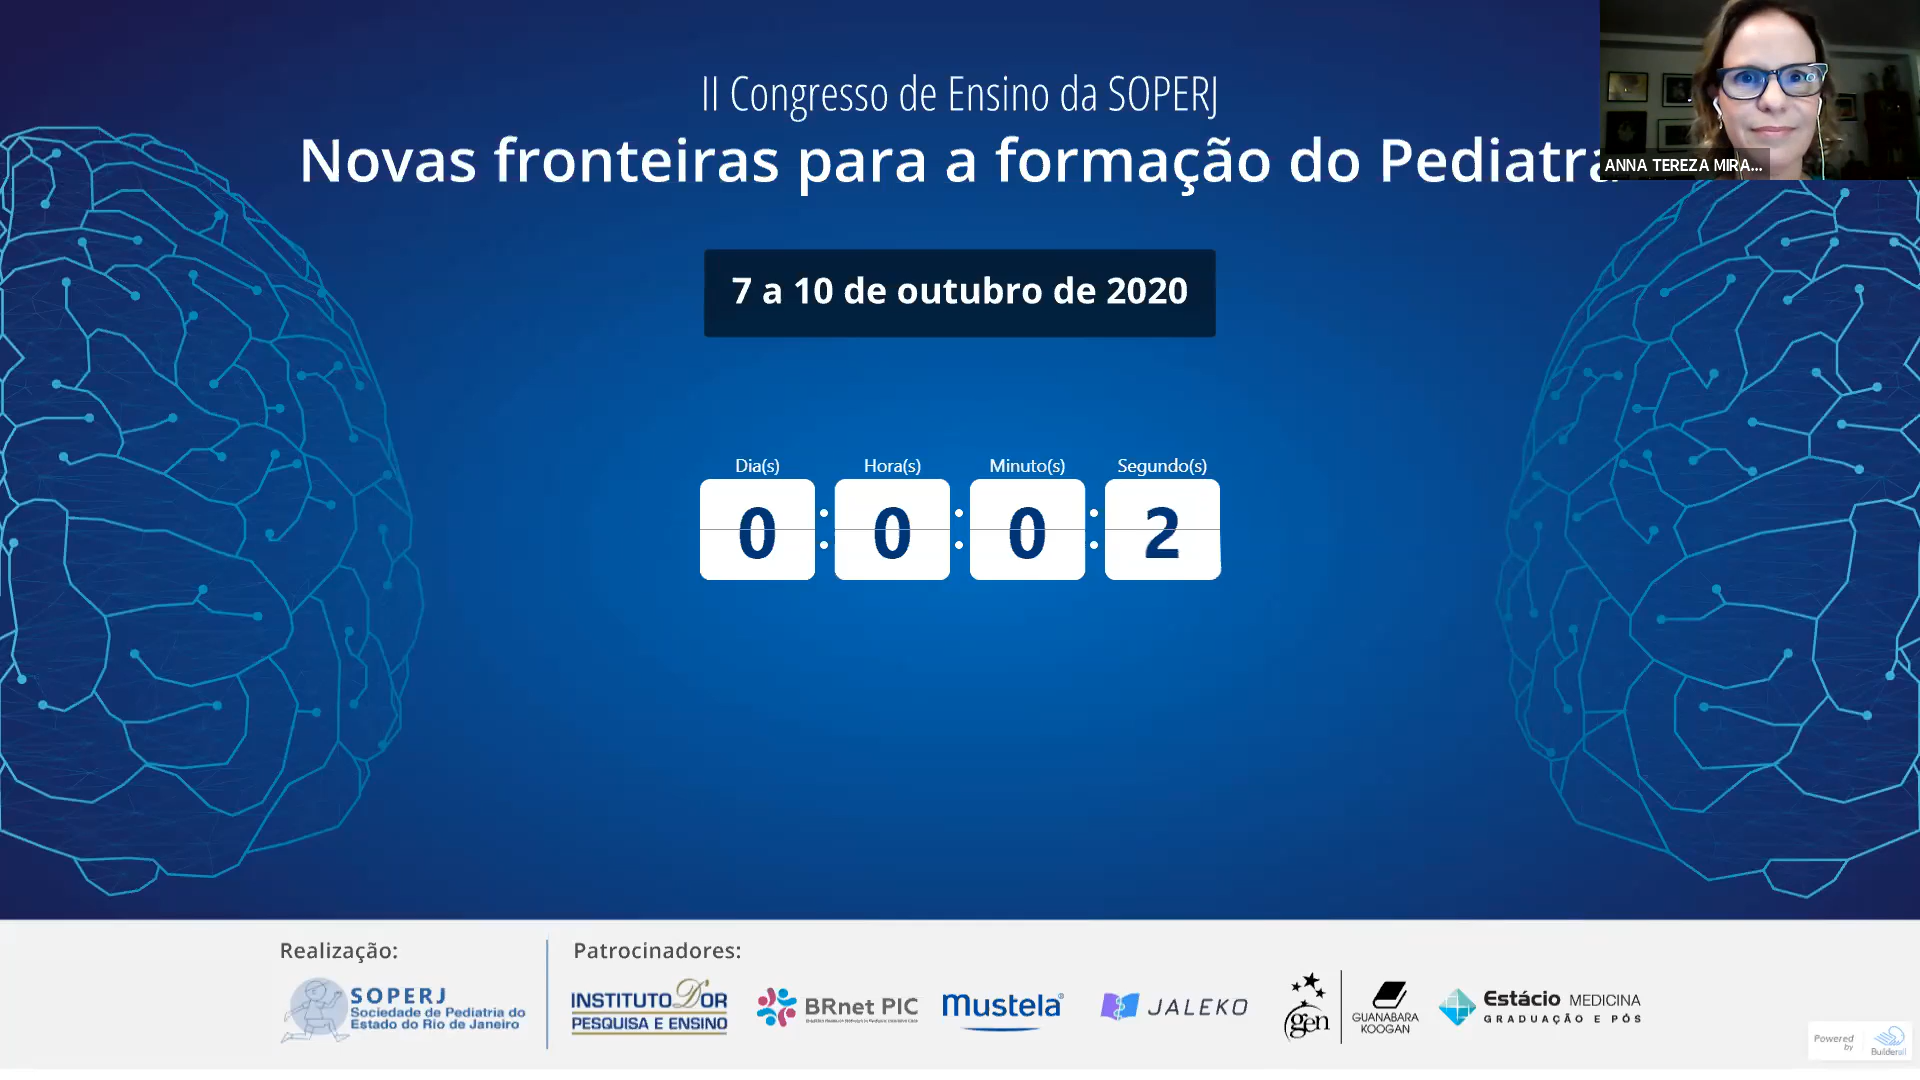 II Congresso de Ensino da SOPERJ
Novas fronteiras para a formação do Pediatra
ANNA TEREZA MIRA...
7 a 10 de outubro de 2020
Dia(s) Hora(s) Minuto(s) Segundo(s)
0 : 0 : 0 : 2
Realização:
SOPERJ
Sociedade de Pediatria do
Estado do Rio de Janeiro
Patrocinadores:
INSTITUTO D'OR
PESQUISA E ENSINO
BRnet PIC
Mustela
JALEKO
gen
GUANABARA
KOOGAN
Estácio MEDICINA
GRADUAÇÃO E PÓS
Powered
by
Builderall